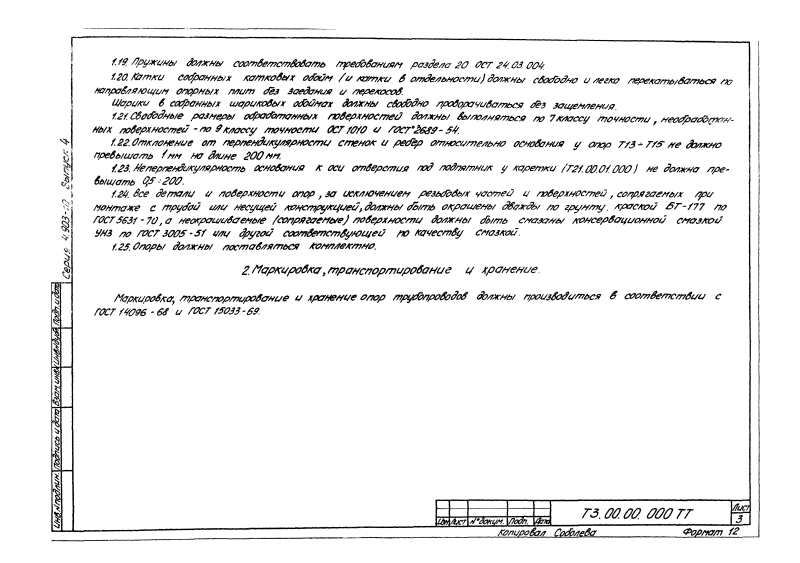 1.19. Пружины должны соответствовать требованиям раздела 20 ОСТ 24.03.004.
1.20. Катки собранных катковых обойм (и катки в отдельности) должны свободно и легко перекатываться по
направляющим опорных плит без заедания и перекосов.
Шарики в собранных шариковых обоймах должны свободно проворачиваться без защемления.
1.21. Свободные размеры обработанных поверхностей должны выполняться по 7 классу точности, необработан-
ных поверхностей - по 9 классу точности ОСТ 1010 и ГОСТ 2689-54.
1.22. Отклонение от перпендикулярности стенок и ребер относительно основания у опор Т13÷Т15 не должно
превышать 1 мм на длине 200 мм.
1.23. Неперпендикулярность основания к оси отверстия под подпятник у каретки (Т21.00.01.000) не должна пре-
вышать 0,5:200.
1.24. Все детали и поверхности опор, за исключением резьбовых частей и поверхностей, сопрягаемых при
монтаже с трубой или несущей конструкцией, должны быть окрашены дважды по грунту. краской БТ-177 по
ГОСТ 5631-70, а неокрашиваемые (сопрягаемые) поверхности должны быть смазаны консервационной смазкой
УНЗ по ГОСТ 3005-51 или другой соответствующей по качеству смазкой.
1.25. Опоры должны поставляться комплектно.
2. Маркировка, транспортирование и хранение.
Маркировка, транспортирование и хранение опор трубопроводов должны производиться в соответствии с
ГОСТ 14096-68 и ГОСТ 15033-69.
Серия 4.903-10 Выпуск 4
Инв.№подлин. Подпись и дата Взам.инв.№ Инв.№дубл. Подп. и дата
Изм Лист №докум. Подп. Дата
Т3.00.00.000 ТТ
Лист
3
Копировал Соболева Формат 12